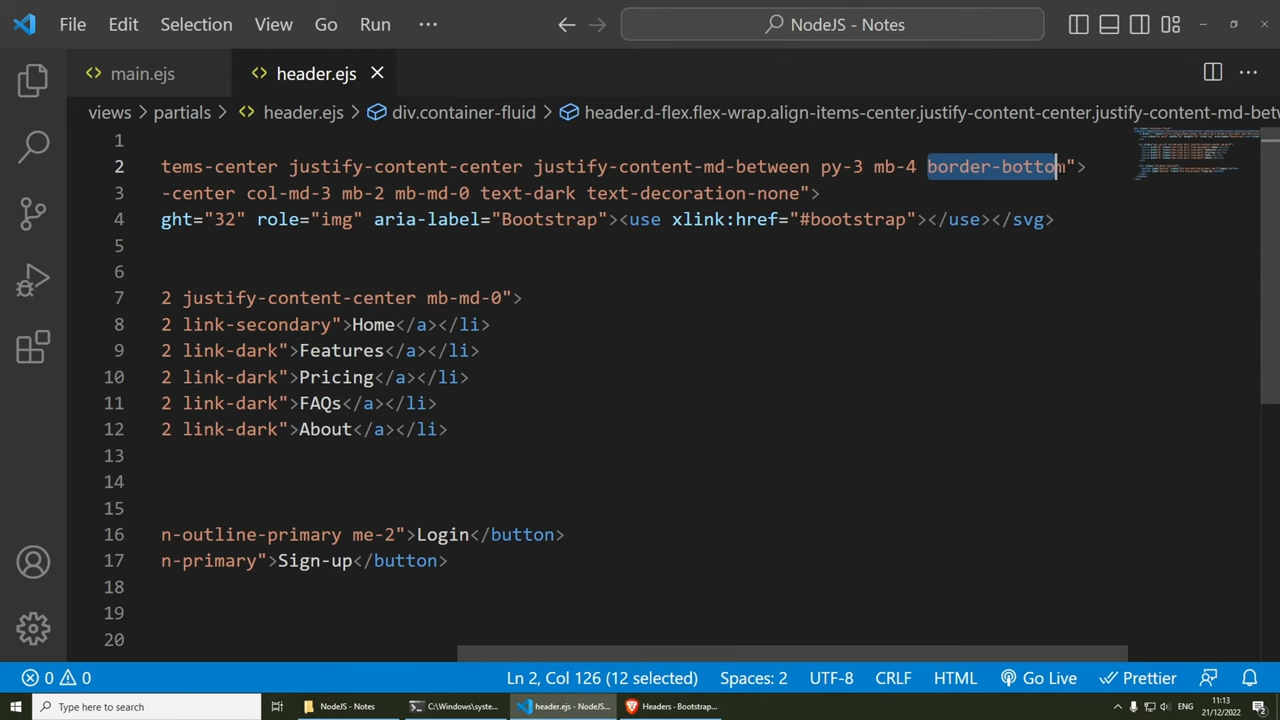 File Edit Selection View Go Run ··· NodeJS - Notes
main.ejs header.ejs
views > partials > header.ejs > div.container-fluid > header.d-flex.flex-wrap.align-items-center.justify-content-center.justify-content-md-betw
1
2 tems-center justify-content-center justify-content-md-between py-3 mb-4 border-bottom">
3 -center col-md-3 mb-2 mb-md-0 text-dark text-decoration-none">
4 ght="32" role="img" aria-label="Bootstrap"><use xlink:href="#bootstrap"></use></svg>
5
6
7 2 justify-content-center mb-md-0">
8 2 link-secondary">Home</a></li>
9 2 link-dark">Features</a></li>
10 2 link-dark">Pricing</a></li>
11 2 link-dark">FAQs</a></li>
12 2 link-dark">About</a></li>
13
14
15
16 n-outline-primary me-2">Login</button>
17 n-primary">Sign-up</button>
18
19
20
0 0 Ln 2, Col 126 (12 selected) Spaces: 2 UTF-8 CRLF HTML Go Live Prettier
Type here to search NodeJS - Notes C:\Windows\syste... header.ejs - NodeJS... Headers · Bootstrap... ENG 11:13
21/12/2022 2